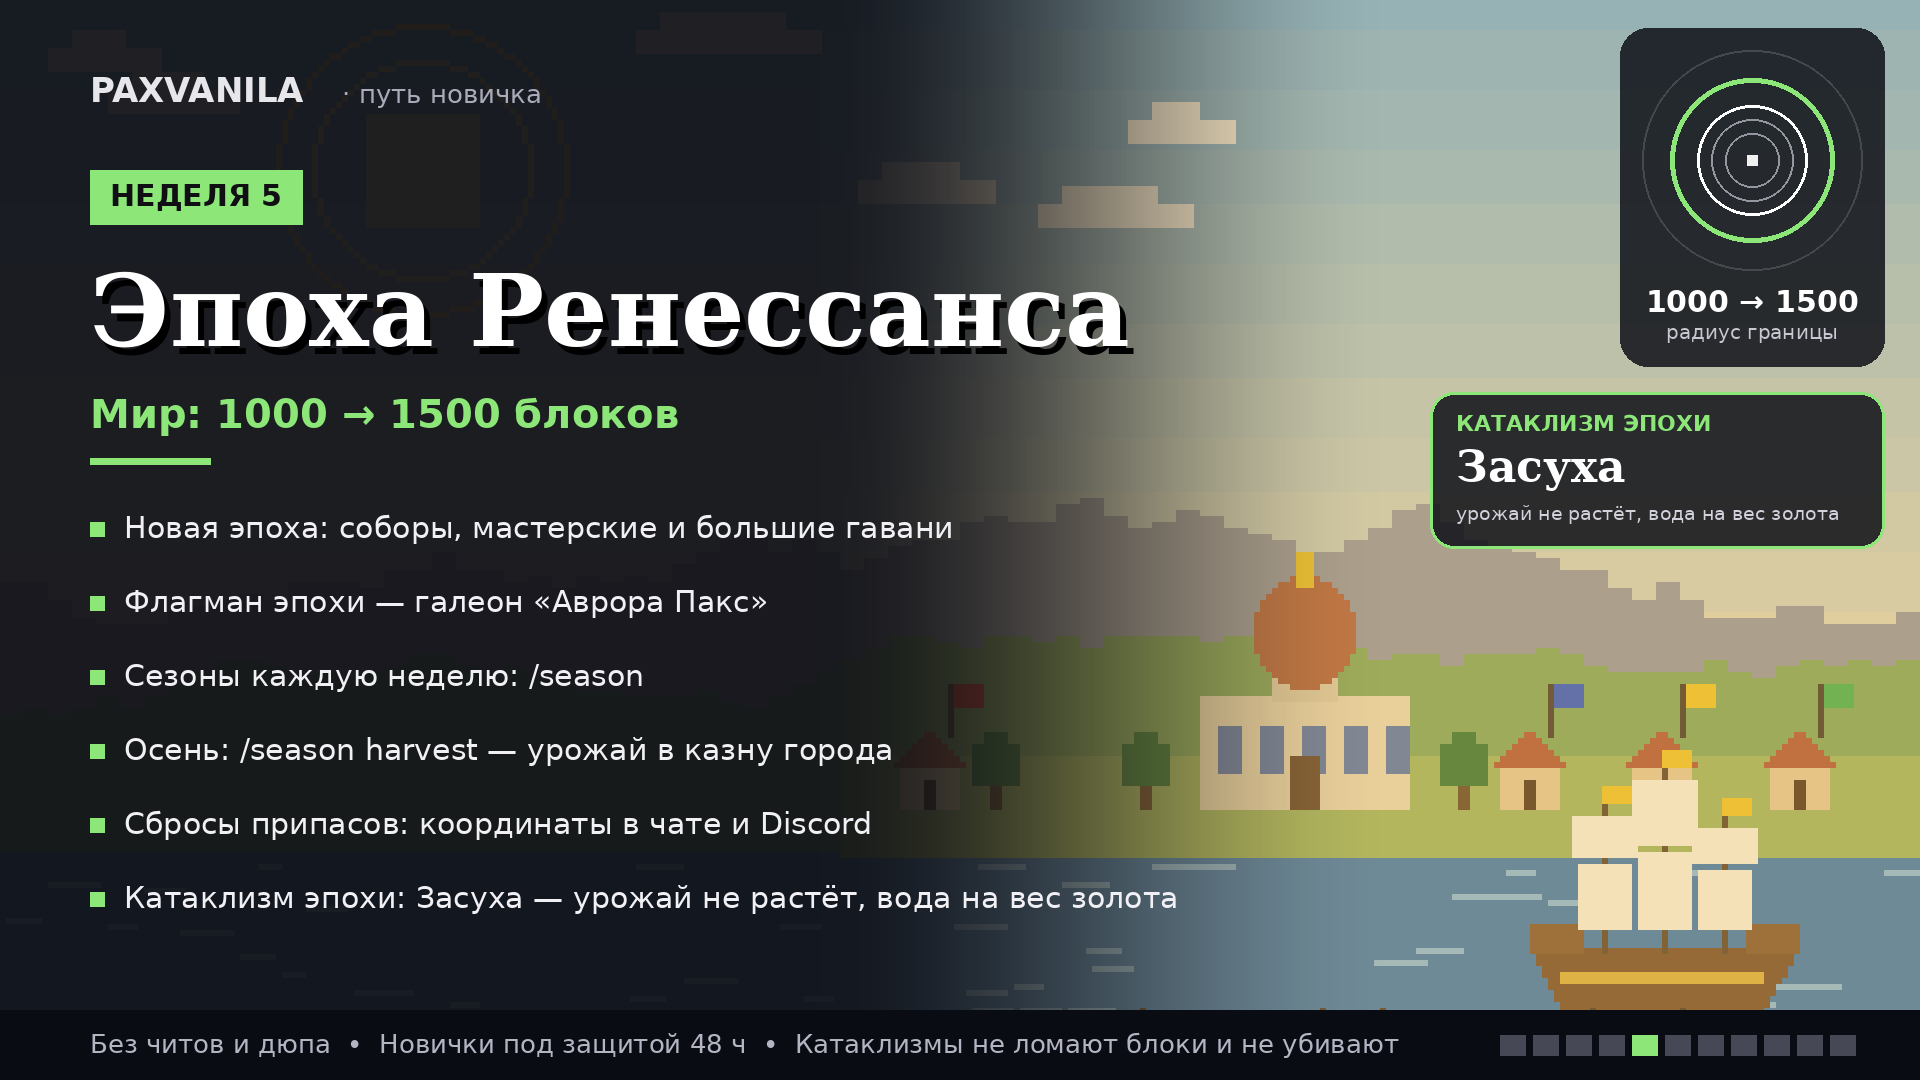 PAXVANILA · путь новичка
НЕДЕЛЯ 5
Эпоха Ренессанса
Мир: 1000 → 1500 блоков
Новая эпоха: соборы, мастерские и большие гавани
Флагман эпохи — галеон «Аврора Пакс»
Сезоны каждую неделю: /season
Осень: /season harvest — урожай в казну города
Сбросы припасов: координаты в чате и Discord
Катаклизм эпохи: Засуха — урожай не растёт, вода на вес золота
1000 → 1500
радиус границы
КАТАКЛИЗМ ЭПОХИ
Засуха
урожай не растёт, вода на вес золота
Без читов и дюпа • Новички под защитой 48 ч • Катаклизмы не ломают блоки и не убивают